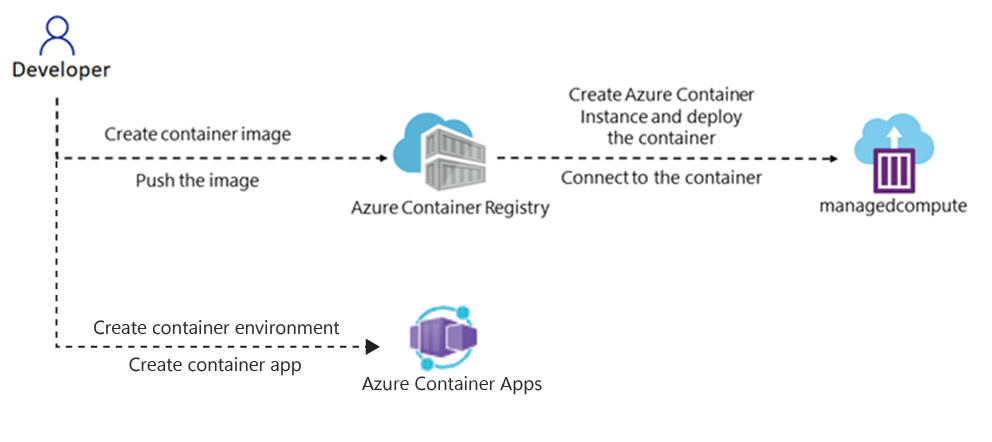 Developer
Create container image
Push the image
Azure Container Registry
Create Azure Container
Instance and deploy
the container
Connect to the container
managedcompute
Create container environment
Create container app
Azure Container Apps